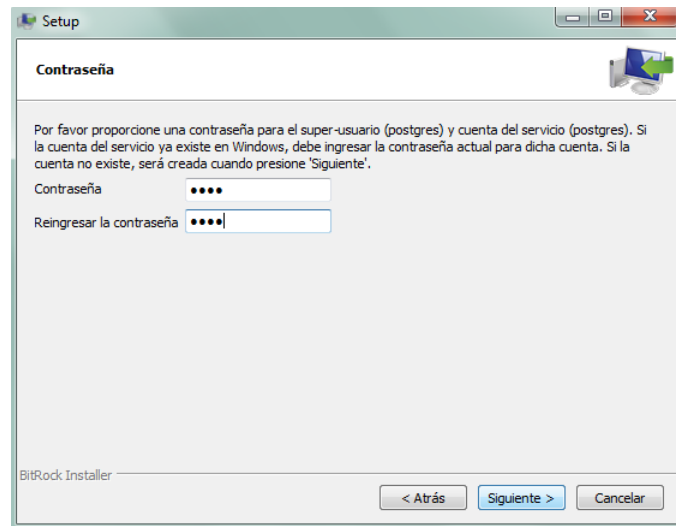 Setup
Contraseña
Por favor proporcione una contraseña para el super-usuario (postgres) y cuenta del servicio (postgres). Si
la cuenta del servicio ya existe en Windows, debe ingresar la contraseña actual para dicha cuenta. Si la
cuenta no existe, será creada cuando presione 'Siguiente'.
Contraseña ••••
Reingresar la contraseña ••••
BitRock Installer
< Atrás Siguiente > Cancelar